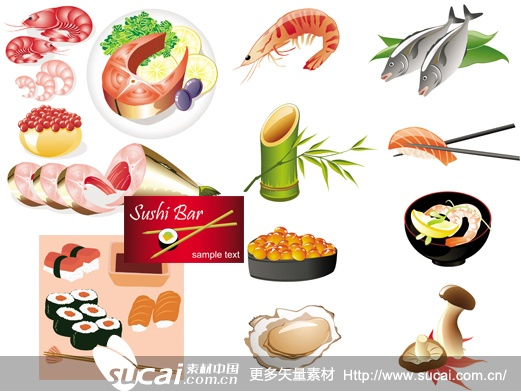 Sushi Bar
sample text
sucai 素材中国 .com 更多矢量素材 Http://www.sucai.com.cn/